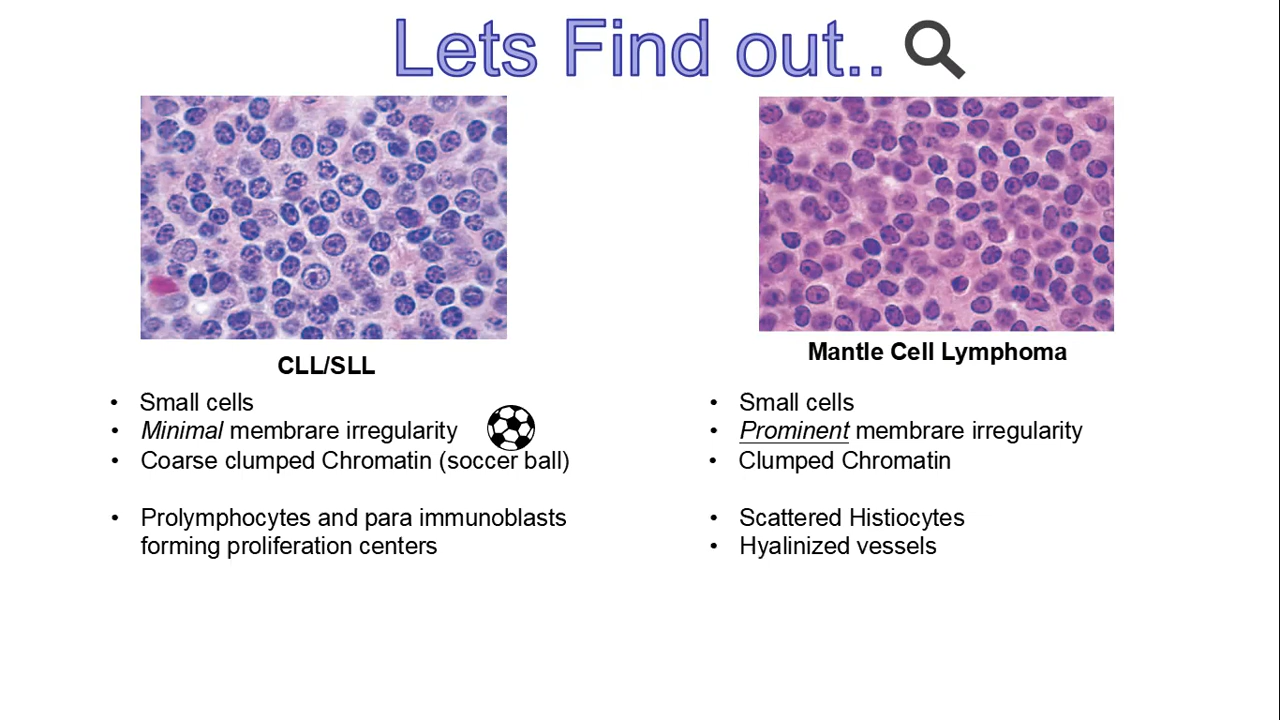 Lets Find out..
CLL/SLL
• Small cells
• Minimal membrare irregularity
• Coarse clumped Chromatin (soccer ball)
• Prolymphocytes and para immunoblasts
forming proliferation centers
Mantle Cell Lymphoma
• Small cells
• Prominent membrare irregularity
• Clumped Chromatin
• Scattered Histiocytes
• Hyalinized vessels